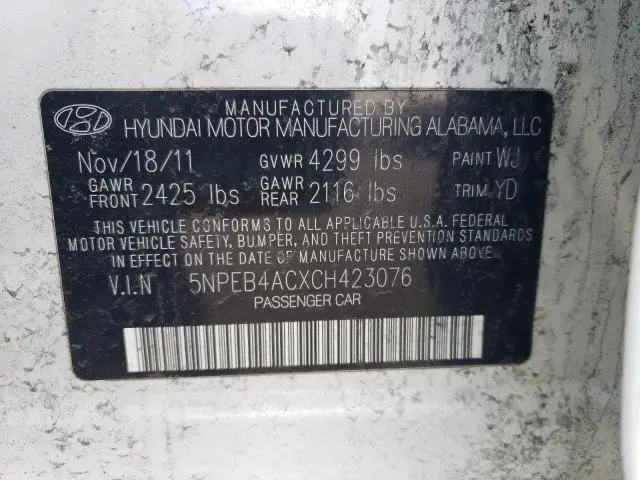 MANUFACTURED BY
HYUNDAI MOTOR MANUFACTURING ALABAMA, LLC
Nov/18/11 GVWR 4299 lbs PAINT WJ
GAWR FRONT 2425 lbs GAWR REAR 2116 lbs TRIM YD
THIS VEHICLE CONFORMS TO ALL APPLICABLE U.S.A. FEDERAL
MOTOR VEHICLE SAFETY, BUMPER, AND THEFT PREVENTION STANDARDS
IN EFFECT ON THE DATE OF MANUFACTURE SHOWN ABOVE.
V.I.N 5NPEB4ACXCH423076
PASSENGER CAR